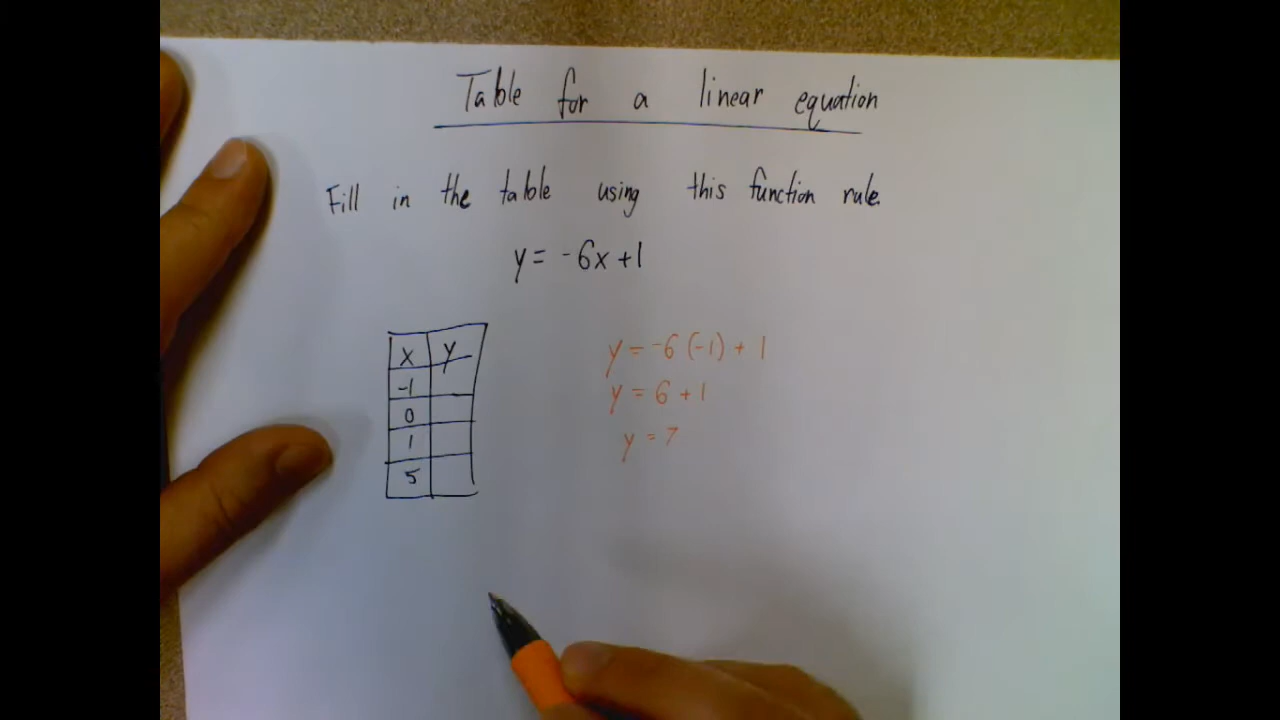 Table for a linear equation
Fill in the table using this function rule.
y = -6x + 1
x y
-1
0
1
5
y = -6(-1) + 1
y = 6 + 1
y = 7